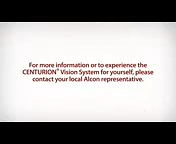 For more information or to experience the
CENTURION® Vision System for yourself, please
contact your local Alcon representative.